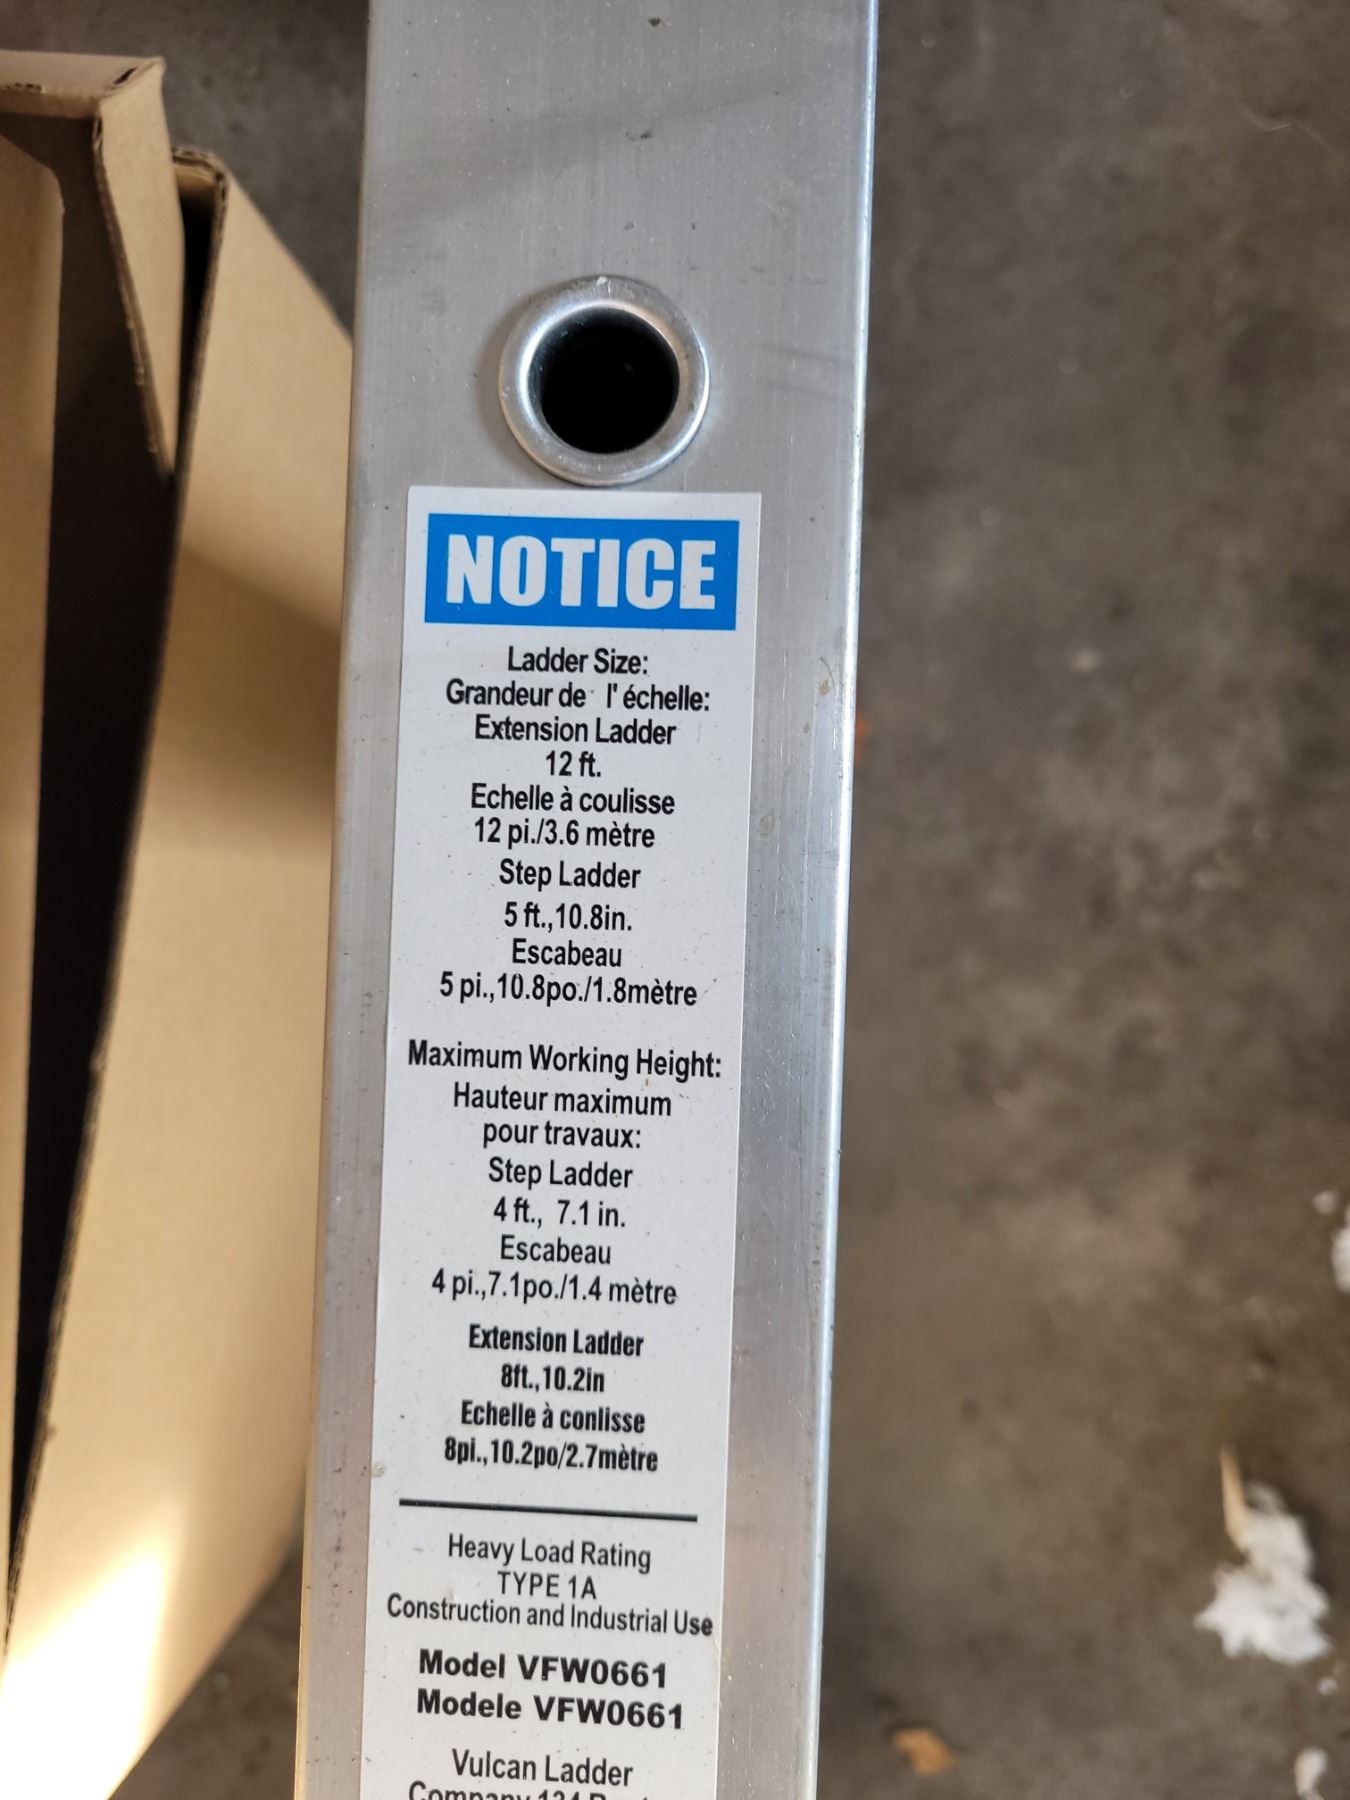 NOTICE
Ladder Size:
Grandeur de l' échelle:
Extension Ladder
12 ft.
Echelle à coulisse
12 pi./3.6 mètre
Step Ladder
5 ft.,10.8in.
Escabeau
5 pi.,10.8po./1.8mètre
Maximum Working Height:
Hauteur maximum
pour travaux:
Step Ladder
4 ft., 7.1 in.
Escabeau
4 pi.,7.1po./1.4 mètre
Extension Ladder
8ft.,10.2in
Echelle à conlisse
8pi.,10.2po/2.7mètre
Heavy Load Rating
TYPE 1A
Construction and Industrial Use
Model VFW0661
Modele VFW0661
Vulcan Ladder
Company